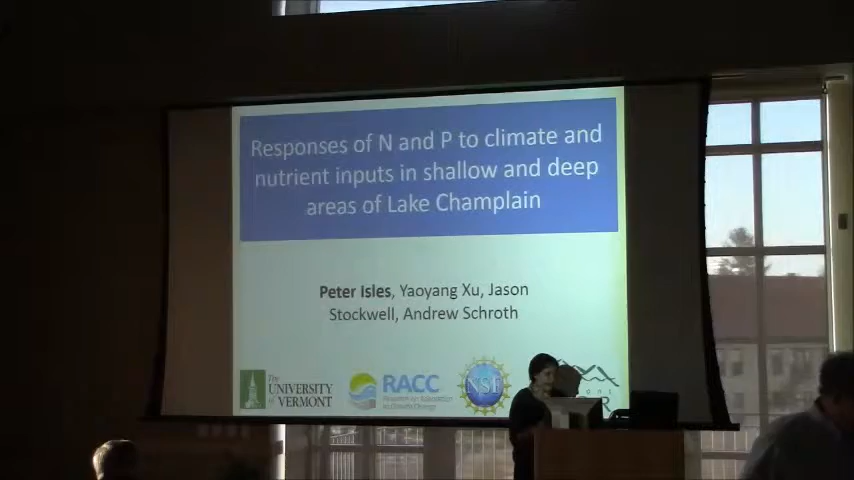 Responses of N and P to climate and
nutrient inputs in shallow and deep
areas of Lake Champlain
Peter Isles, Yaoyang Xu, Jason
Stockwell, Andrew Schroth
The
UNIVERSITY
of VERMONT
RACC
NSF